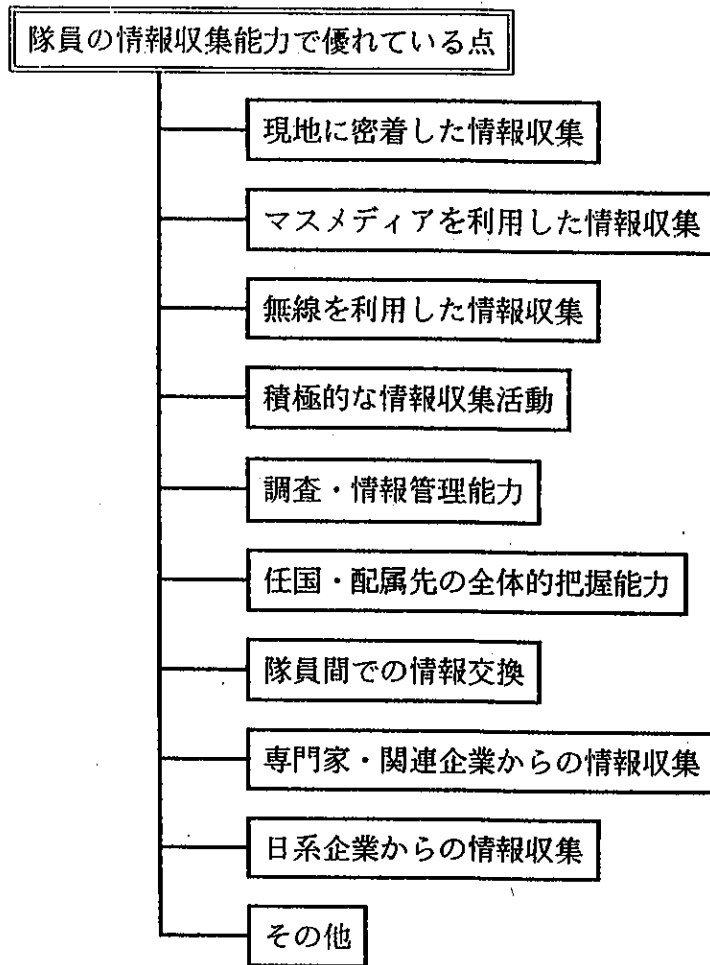 隊員の情報収集能力で優れている点
現地に密着した情報収集
マスメディアを利用した情報収集
無線を利用した情報収集
積極的な情報収集活動
調査・情報管理能力
任国・配属先の全体的把握能力
隊員間での情報交換
専門家・関連企業からの情報収集
日系企業からの情報収集
その他